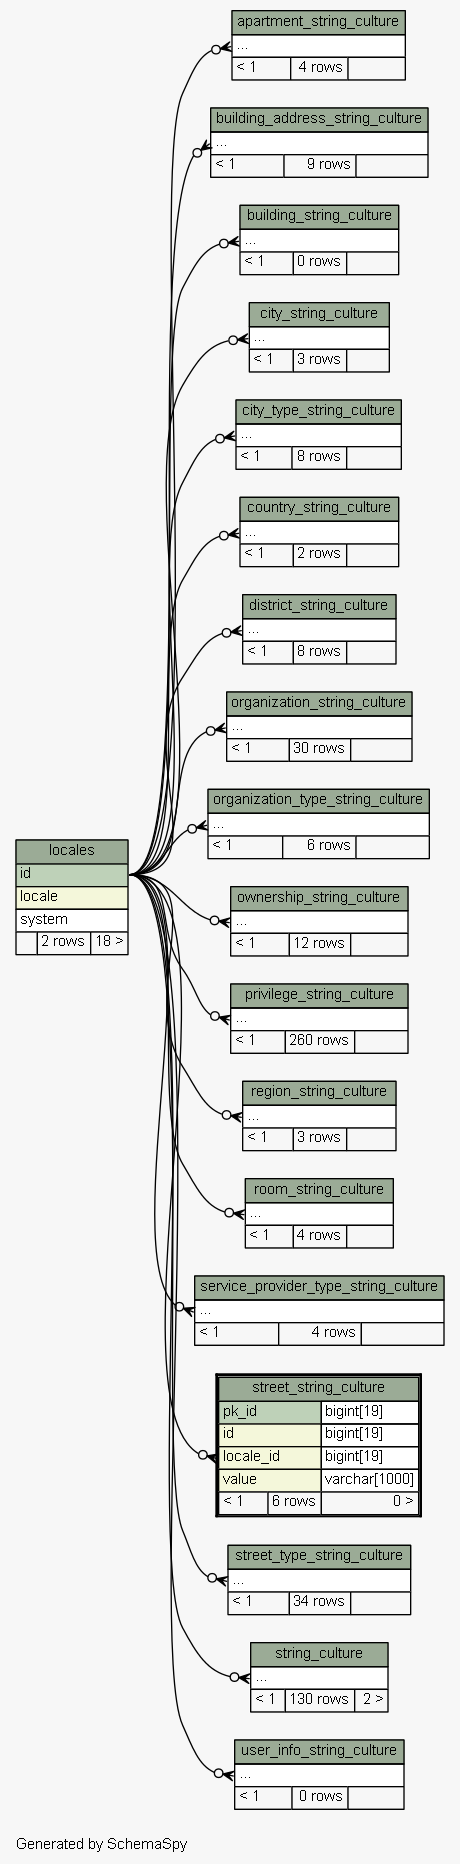 apartment_string_culture
...
< 1 4 rows
building_address_string_culture
...
< 1 9 rows
building_string_culture
...
< 1 0 rows
city_string_culture
...
< 1 3 rows
city_type_string_culture
...
< 1 8 rows
country_string_culture
...
< 1 2 rows
district_string_culture
...
< 1 8 rows
organization_string_culture
...
< 1 30 rows
organization_type_string_culture
...
< 1 6 rows
locales
id
locale
system
2 rows 18 >
ownership_string_culture
...
< 1 12 rows
privilege_string_culture
...
< 1 260 rows
region_string_culture
...
< 1 3 rows
room_string_culture
...
< 1 4 rows
service_provider_type_string_culture
...
< 1 4 rows
street_string_culture
pk_id bigint[19]
id bigint[19]
locale_id bigint[19]
value varchar[1000]
< 1 6 rows 0 >
street_type_string_culture
...
< 1 34 rows
string_culture
...
< 1 130 rows 2 >
user_info_string_culture
...
< 1 0 rows
Generated by SchemaSpy